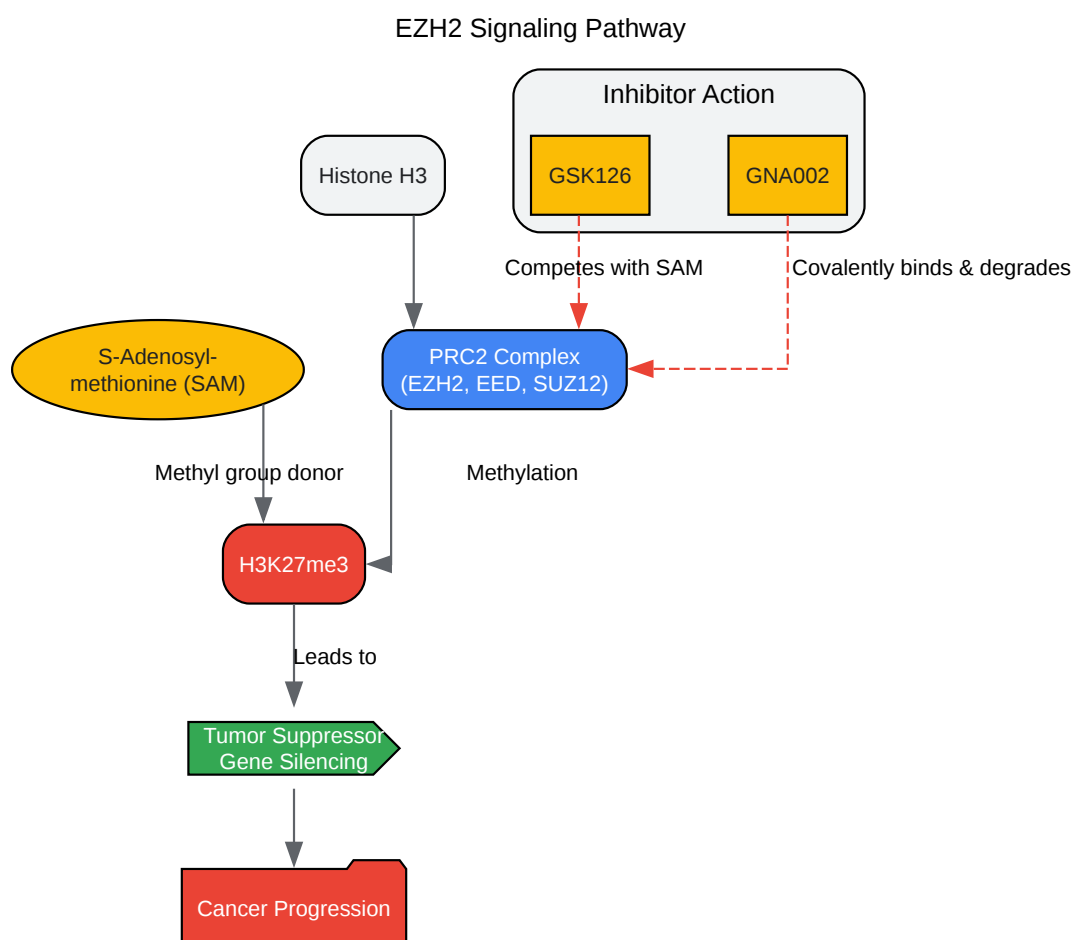 EZH2 Signaling Pathway
Inhibitor Action
Histone H3
GSK126
GNA002
Competes with SAM
Covalently binds & degrades
S-Adenosyl-
methionine (SAM)
PRC2 Complex
(EZH2, EED, SUZ12)
Methyl group donor
Methylation
H3K27me3
Leads to
Tumor Suppressor
Gene Silencing
Cancer Progression